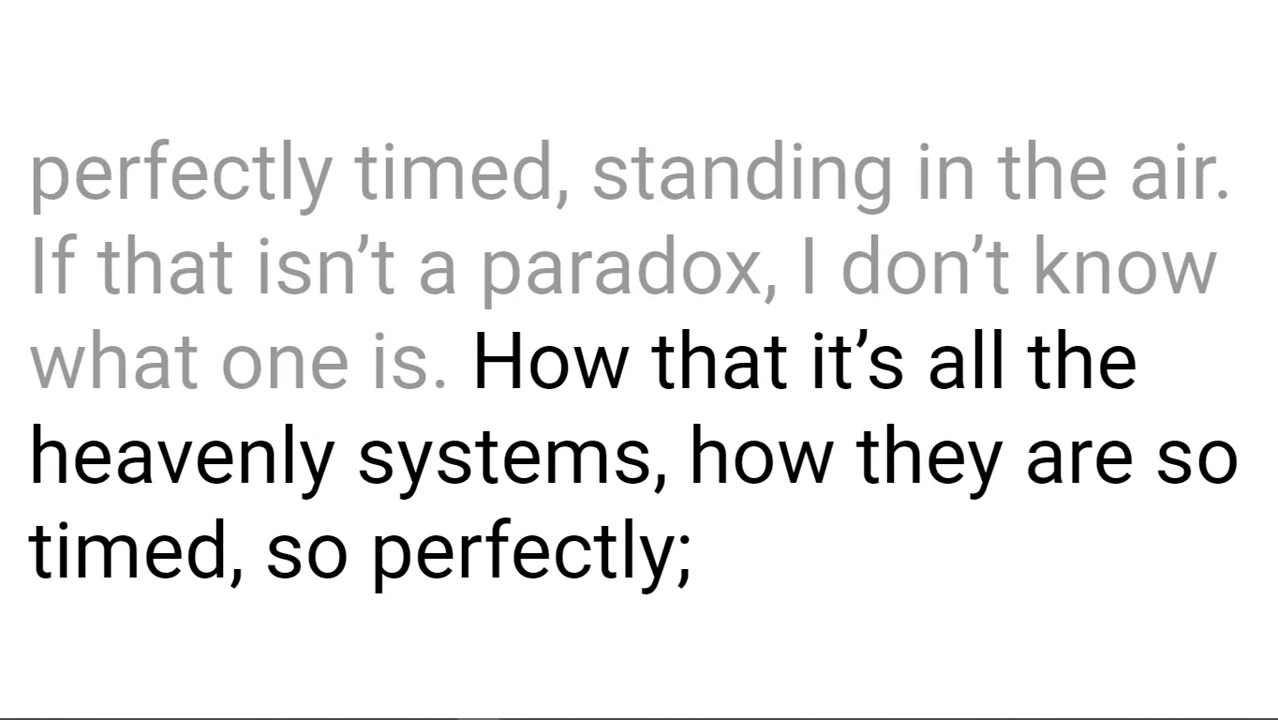 perfectly timed, standing in the air.
If that isn’t a paradox, I don’t know
what one is. How that it’s all the
heavenly systems, how they are so
timed, so perfectly;